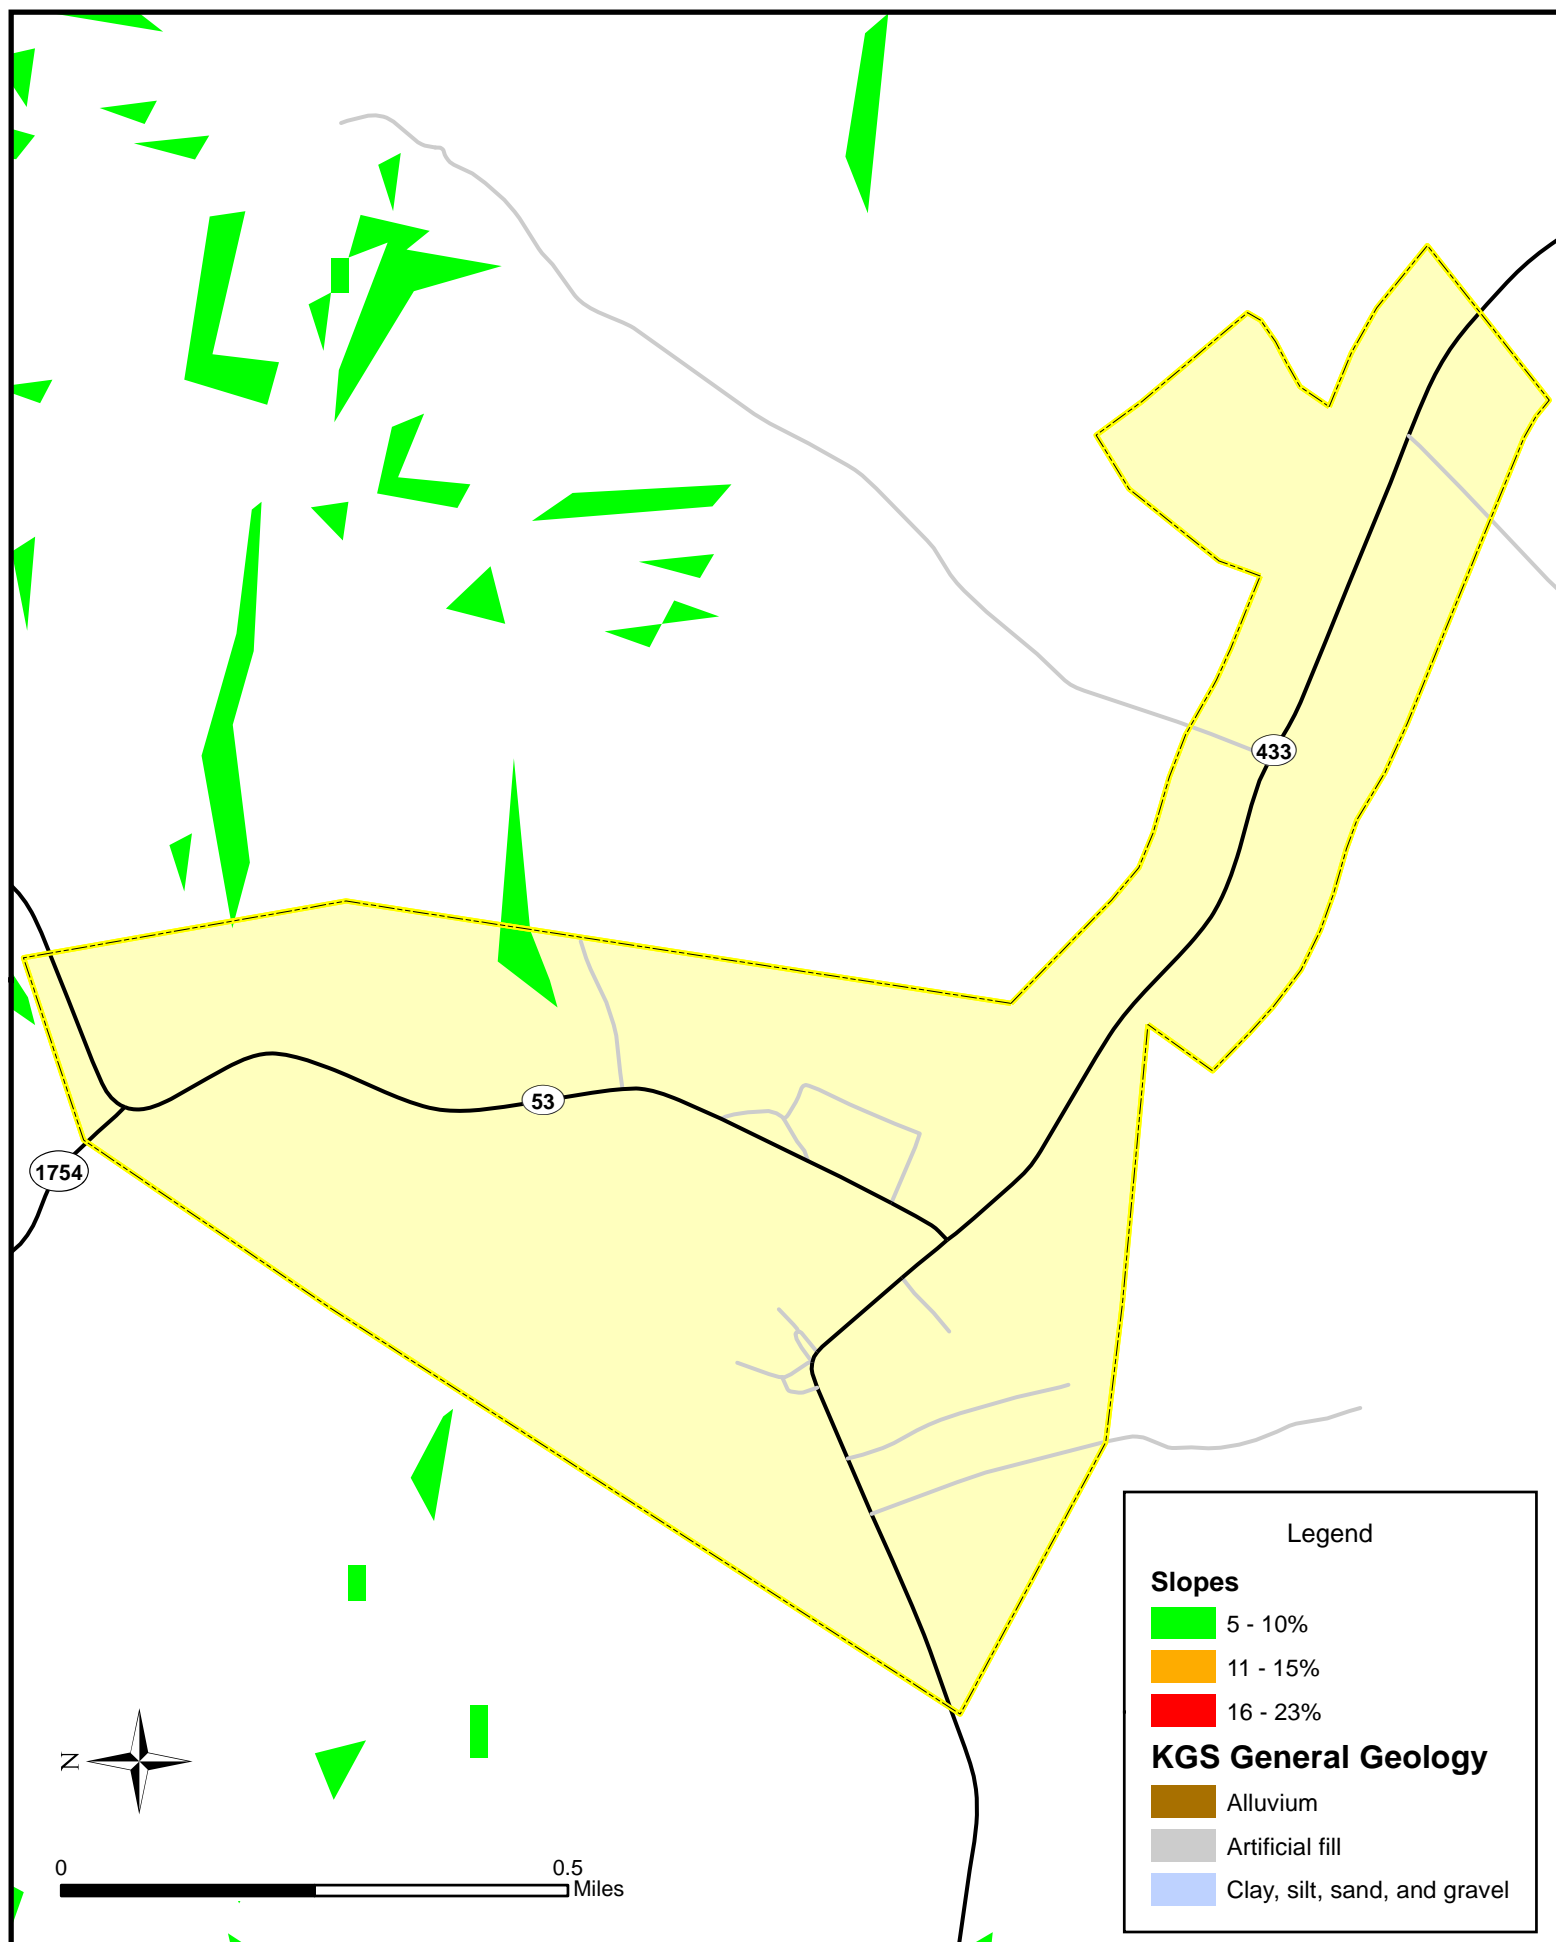 433
53
1754
Legend
Slopes
5 - 10%
11 - 15%
16 - 23%
KGS General Geology
Alluvium
Artificial fill
Clay, silt, sand, and gravel
N
0 0.5
Miles